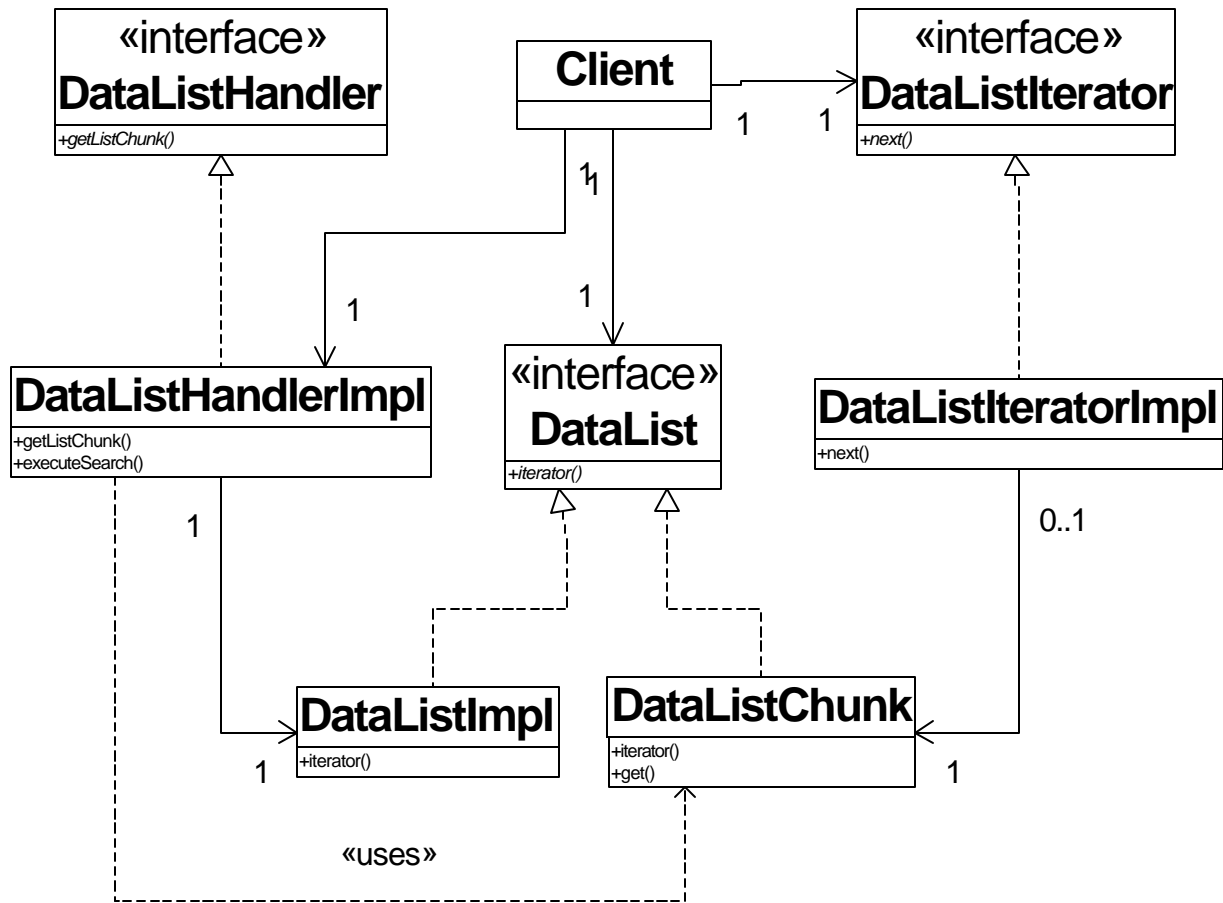 «interface»
DataListHandler
+getListChunk()
Client
«interface»
DataListIterator
+next()
1
1
1
1
1
1
DataListHandlerImpl
+getListChunk()
+executeSearch()
«interface»
DataList
+iterator()
DataListIteratorImpl
+next()
1
0..1
DataListImpl
+iterator()
DataListChunk
+iterator()
+get()
1
1
«uses»